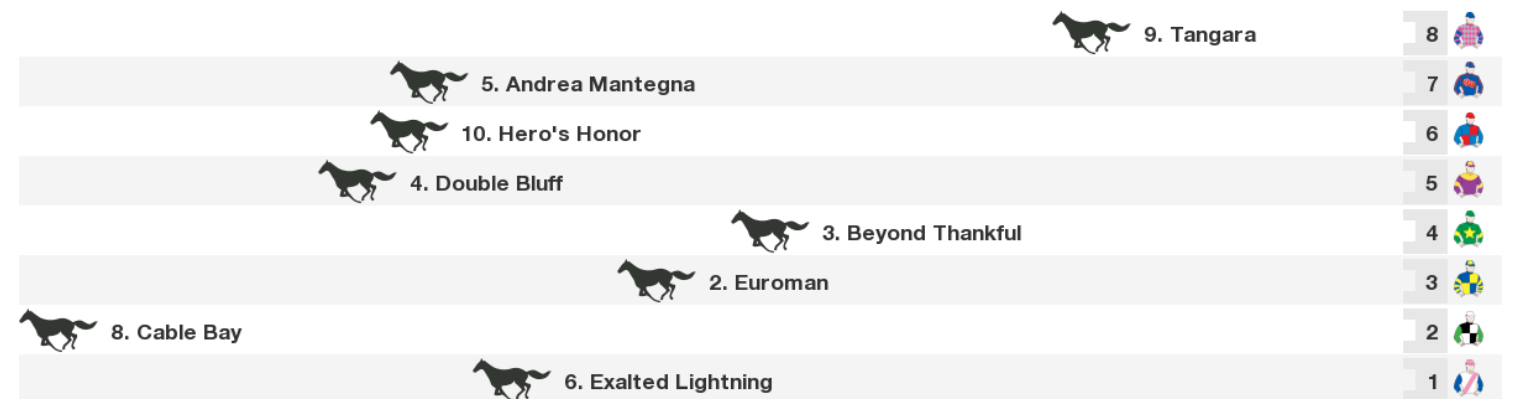 9. Tangara 8
5. Andrea Mantegna 7
10. Hero's Honor 6
4. Double Bluff 5
3. Beyond Thankful 4
2. Euroman 3
8. Cable Bay 2
6. Exalted Lightning 1